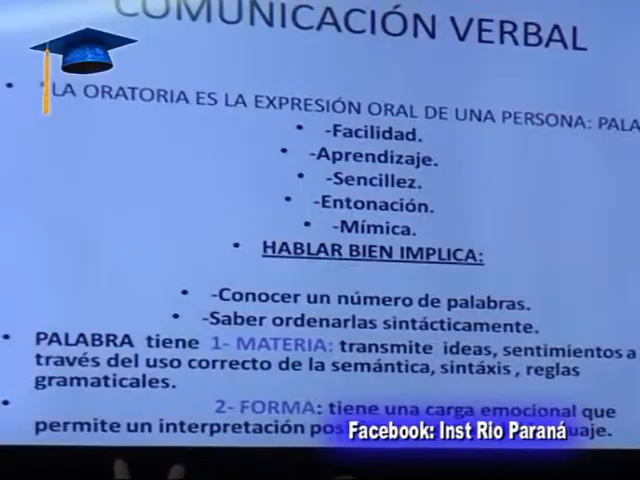 COMUNICACIÓN VERBAL
• LA ORATORIA ES LA EXPRESIÓN ORAL DE UNA PERSONA:
• -Facilidad.
• -Aprendizaje.
• -Sencillez.
• -Entonación.
• -Mímica.
• HABLAR BIEN IMPLICA:
• -Conocer un número de palabras.
• -Saber ordenarlas sintácticamente.
• PALABRA tiene 1- MATERIA: transmite ideas, sentimientos a
través del uso correcto de la semántica, sintáxis , reglas
gramaticales.
• 2- FORMA: tiene una carga emocional que
permite un interpretación
Facebook: Inst Rio Paraná